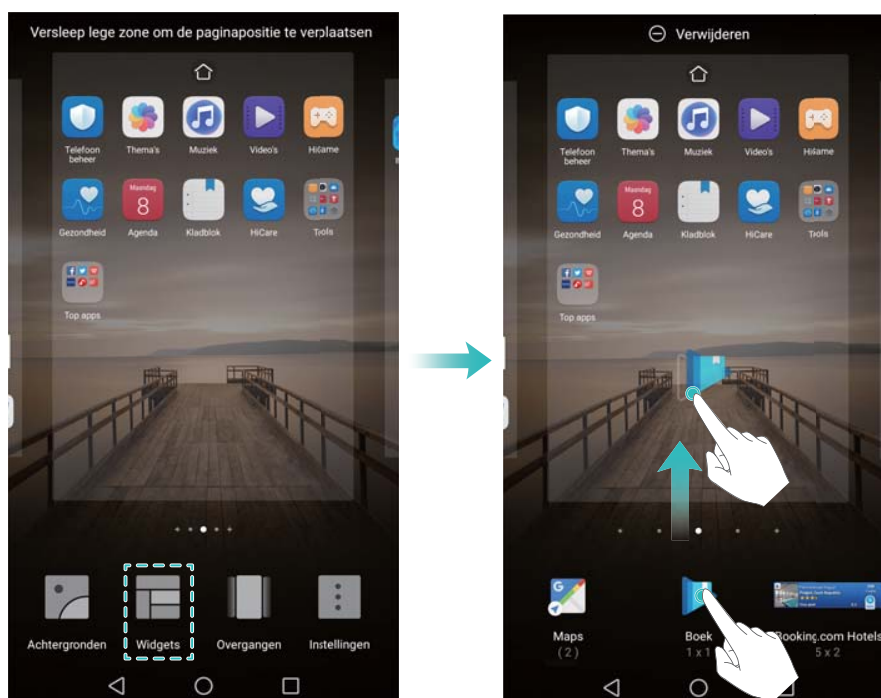 Versleep lege zone om de paginapositie te verplaatsen
Telefoon
beheer
Thema's
Muziek
Video's
HiGame
Maandag
8
Gezondheid
Agenda
Kladblok
HiCare
Tools
Top apps
Achtergronden
Widgets
Overgangen
Instellingen
Verwijderen
Telefoon
beheer
Thema's
Muziek
Video's
HiGame
Maandag
8
Gezondheid
Agenda
Kladblok
HiCare
Tools
Top apps
G
Maps
(2)
Boek
1 x 1
Booking.com Hotels
5 x 2